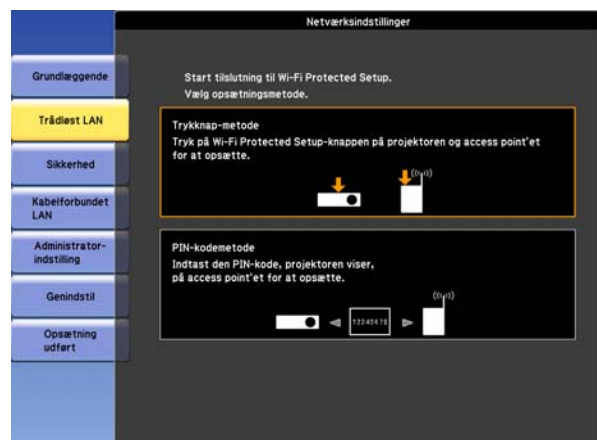 Netværksindstillinger
Grundlæggende
Trådløst LAN
Sikkerhed
Kabelforbundet
LAN
Administrator-
indstilling
Genindstil
Opsætning
udført
Start tilslutning til Wi-Fi Protected Setup.
Vælg opsætningsmetode.
Trykknap-metode
Tryk på Wi-Fi Protected Setup-knappen på projektoren og access point'et
for at opsætte.
PIN-kodemetode
Indtast den PIN-kode, projektoren viser,
på access point'et for at opsætte.
12345678